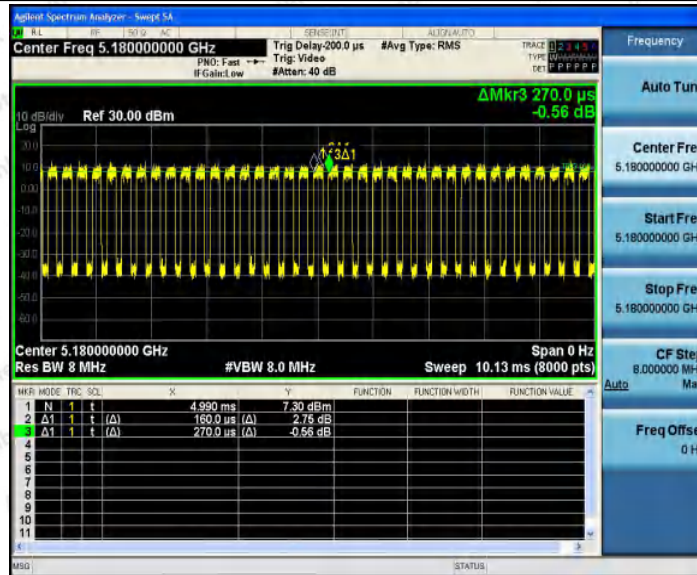 Agilent Spectrum Analyzer - Swept SA
RL RF 50 Ω AC SENSE:INT ALIGNAUTO
Center Freq 5.180000000 GHz
PNO: Fast
IFGain:Low
Trig Delay-200.0 µs
Trig: Video
#Atten: 40 dB
#Avg Type: RMS
TRACE 1 2 3 4 5 6
TYPE
DET P P P P P P
ΔMkr3 270.0 µs
-0.56 dB
10 dB/div Ref 30.00 dBm
Log
20.0
10.0
0.00
-10.0
-20.0
-30.0
-40.0
-50.0
-60.0
3Δ1
Center 5.180000000 GHz Span 0 Hz
Res BW 8 MHz #VBW 8.0 MHz Sweep 10.13 ms (8000 pts)
MKR MODE TRC SCL X Y FUNCTION FUNCTION WIDTH FUNCTION VALUE
1 N 1 t 4.990 ms 7.30 dBm
2 Δ1 1 t (Δ) 160.0 µs (Δ) 2.75 dB
3 Δ1 1 t (Δ) 270.0 µs (Δ) -0.56 dB
4
5
6
7
8
9
10
11
MSG STATUS
Frequency
Auto Tun
Center Fre
5.180000000 GH
Start Fre
5.180000000 GH
Stop Fre
5.180000000 GH
CF Ste
8.000000 MH
Auto Ma
Freq Offse
0 H